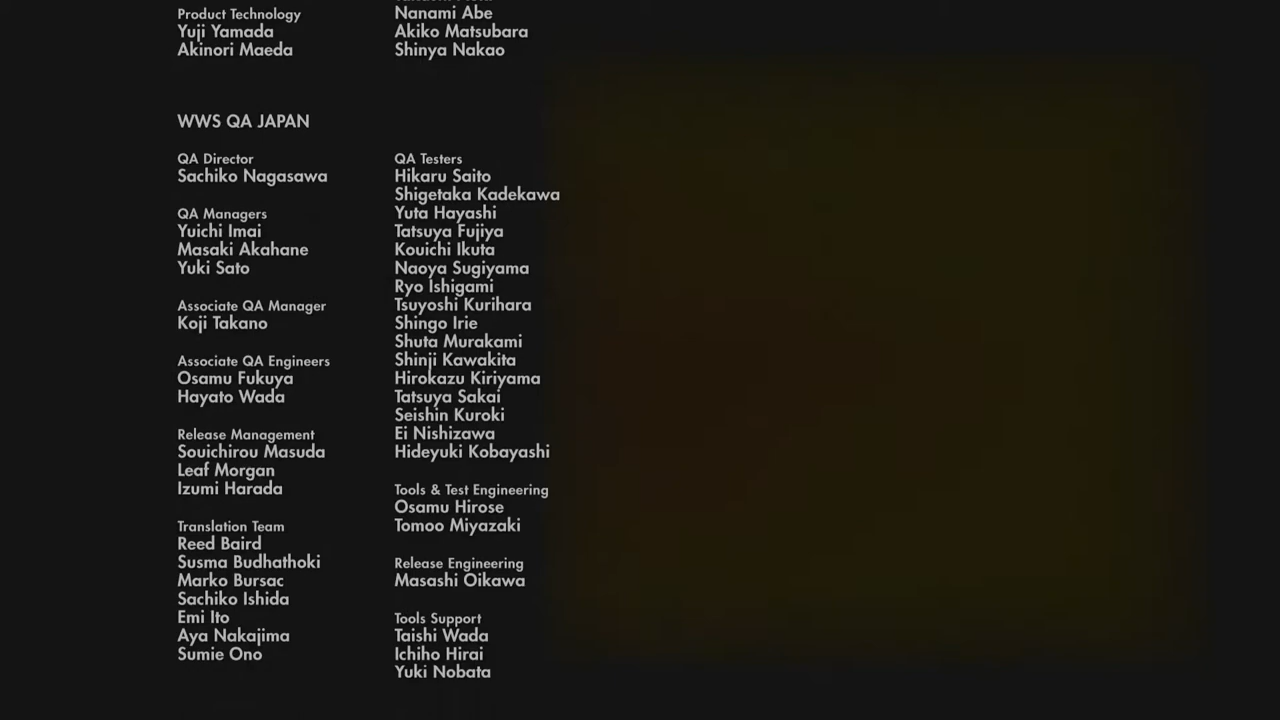 Product Technology
Yuji Yamada
Akinori Maeda
Nanami Abe
Akiko Matsubara
Shinya Nakao
WWS QA JAPAN
QA Director
Sachiko Nagasawa
QA Managers
Yuichi Imai
Masaki Akahane
Yuki Sato
Associate QA Manager
Koji Takano
Associate QA Engineers
Osamu Fukuya
Hayato Wada
Release Management
Souichirou Masuda
Leaf Morgan
Izumi Harada
Translation Team
Reed Baird
Susma Budhathoki
Marko Bursac
Sachiko Ishida
Emi Ito
Aya Nakajima
Sumie Ono
QA Testers
Hikaru Saito
Shigetaka Kadekawa
Yuta Hayashi
Tatsuya Fujiya
Kouichi Ikuta
Naoya Sugiyama
Ryo Ishigami
Tsuyoshi Kurihara
Shingo Irie
Shuta Murakami
Shinji Kawakita
Hirokazu Kiriyama
Tatsuya Sakai
Seishin Kuroki
Ei Nishizawa
Hideyuki Kobayashi
Tools & Test Engineering
Osamu Hirose
Tomoo Miyazaki
Release Engineering
Masashi Oikawa
Tools Support
Taishi Wada
Ichiho Hirai
Yuki Nobata